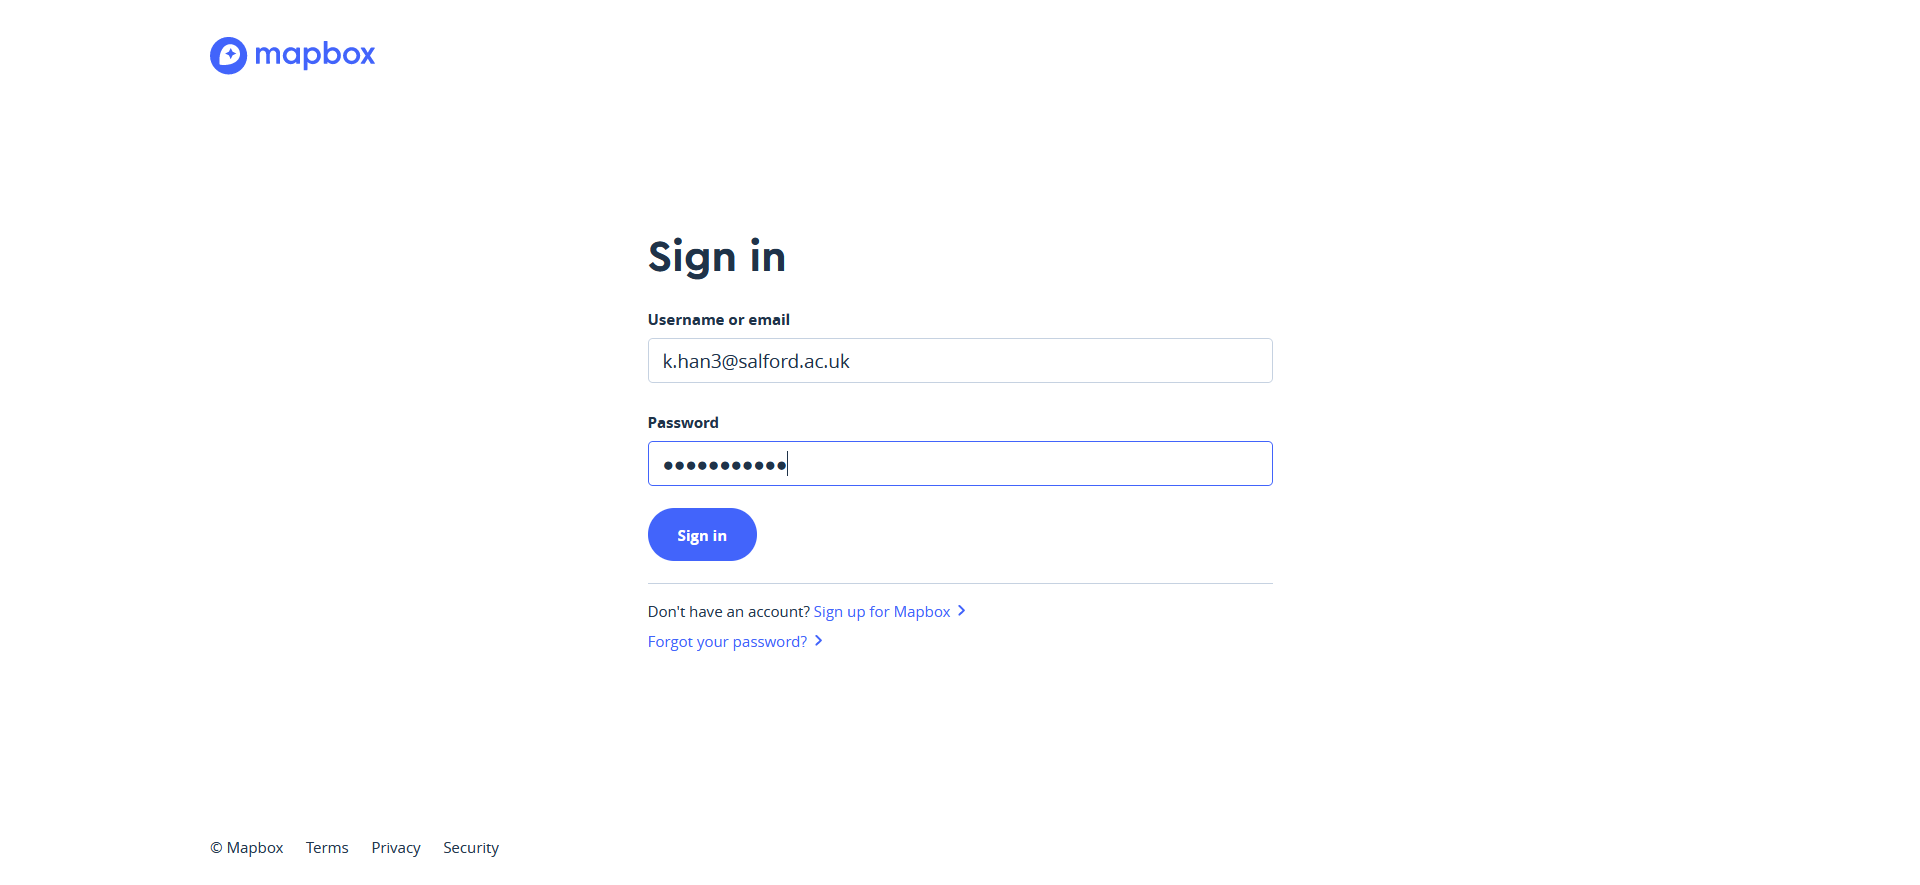 mapbox
Sign in
Username or email
k.han3@salford.ac.uk
Password
●●●●●●●●●●●
Sign in
Don't have an account? Sign up for Mapbox
Forgot your password?
© Mapbox Terms Privacy Security